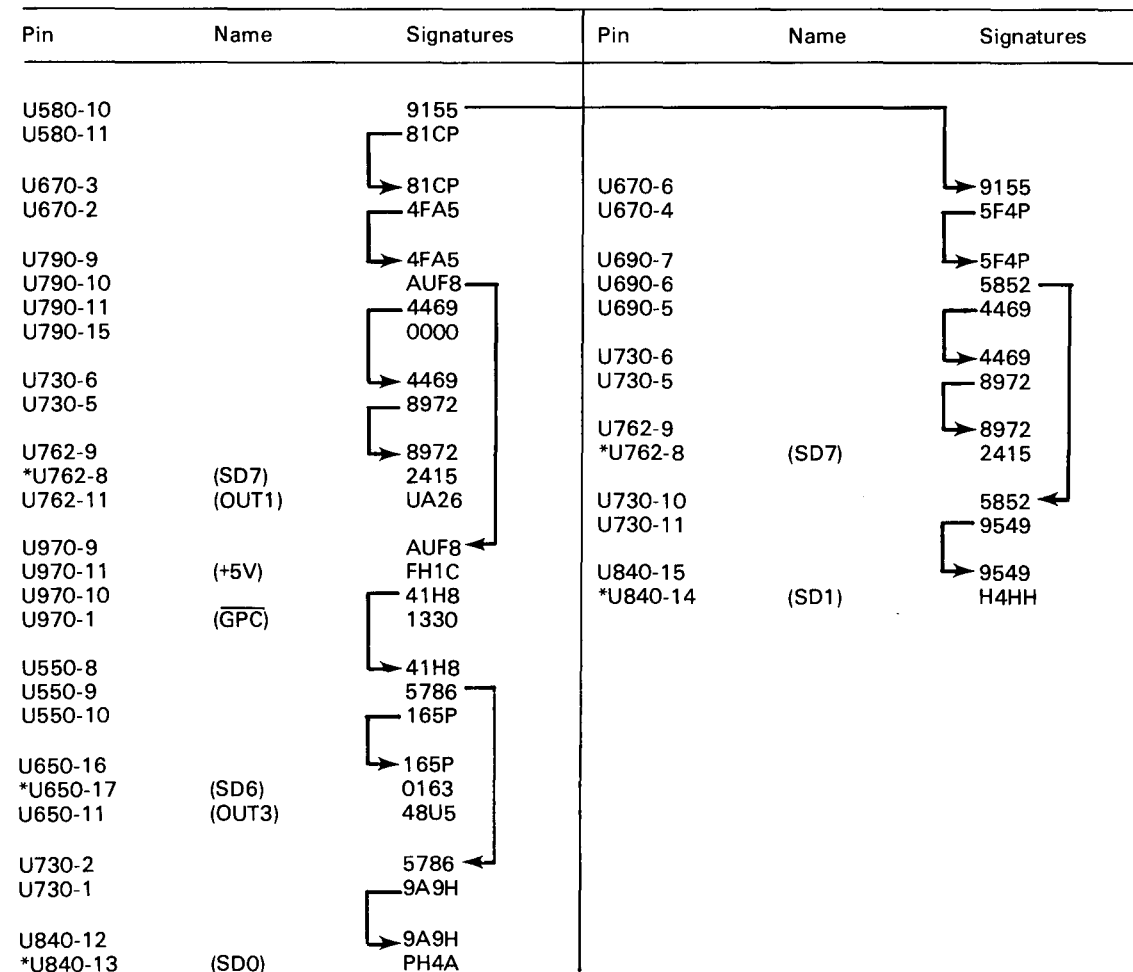 Pin Name Signatures
U580-10 9155
U580-11 81CP
U670-3 81CP
U670-2 4FA5
U790-9 4FA5
U790-10 AUF8
U790-11 4469
U790-15 0000
U730-6 4469
U730-5 8972
U762-9 8972
*U762-8 (SD7) 2415
U762-11 (OUT1) UA26
U970-9 AUF8
U970-11 (+5V) FH1C
U970-10 41H8
U970-1 (GPC) 1330
U550-8 41H8
U550-9 5786
U550-10 165P
U650-16 165P
*U650-17 (SD6) 0163
U650-11 (OUT3) 48U5
U730-2 5786
U730-1 9A9H
U840-12 9A9H
*U840-13 (SD0) PH4A
Pin Name Signatures
U670-6 9155
U670-4 5F4P
U690-7 5F4P
U690-6 5852
U690-5 4469
U730-6 4469
U730-5 8972
U762-9 8972
*U762-8 (SD7) 2415
U730-10 5852
U730-11 9549
U840-15 9549
*U840-14 (SD1) H4HH